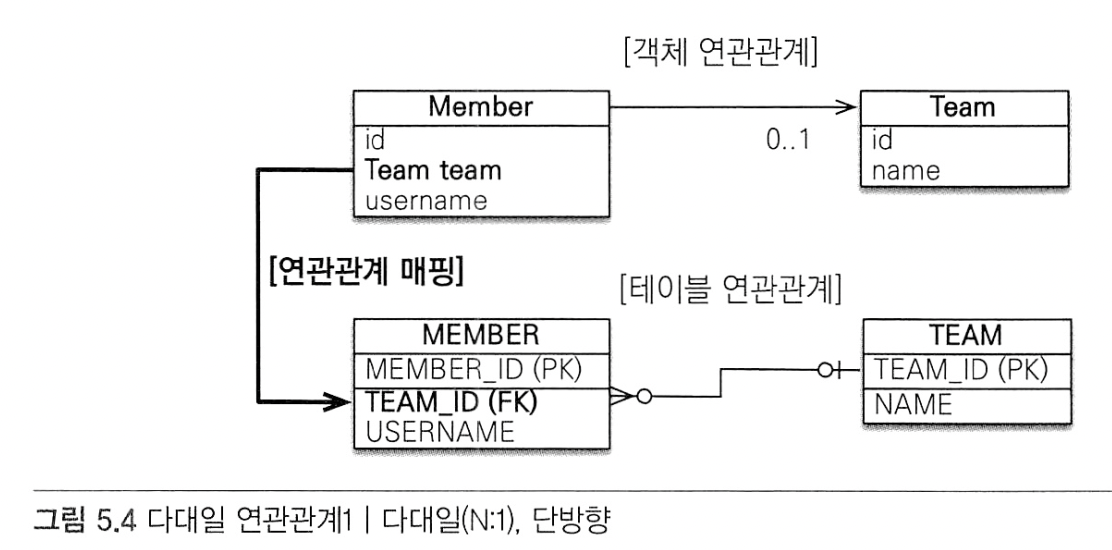 [객체 연관관계]
Member
id
Team team
username
0..1
Team
id
name
[연관관계 매핑]
[테이블 연관관계]
MEMBER
MEMBER_ID (PK)
TEAM_ID (FK)
USERNAME
TEAM
TEAM_ID (PK)
NAME
그림 5.4 다대일 연관관계1 | 다대일(N:1), 단방향